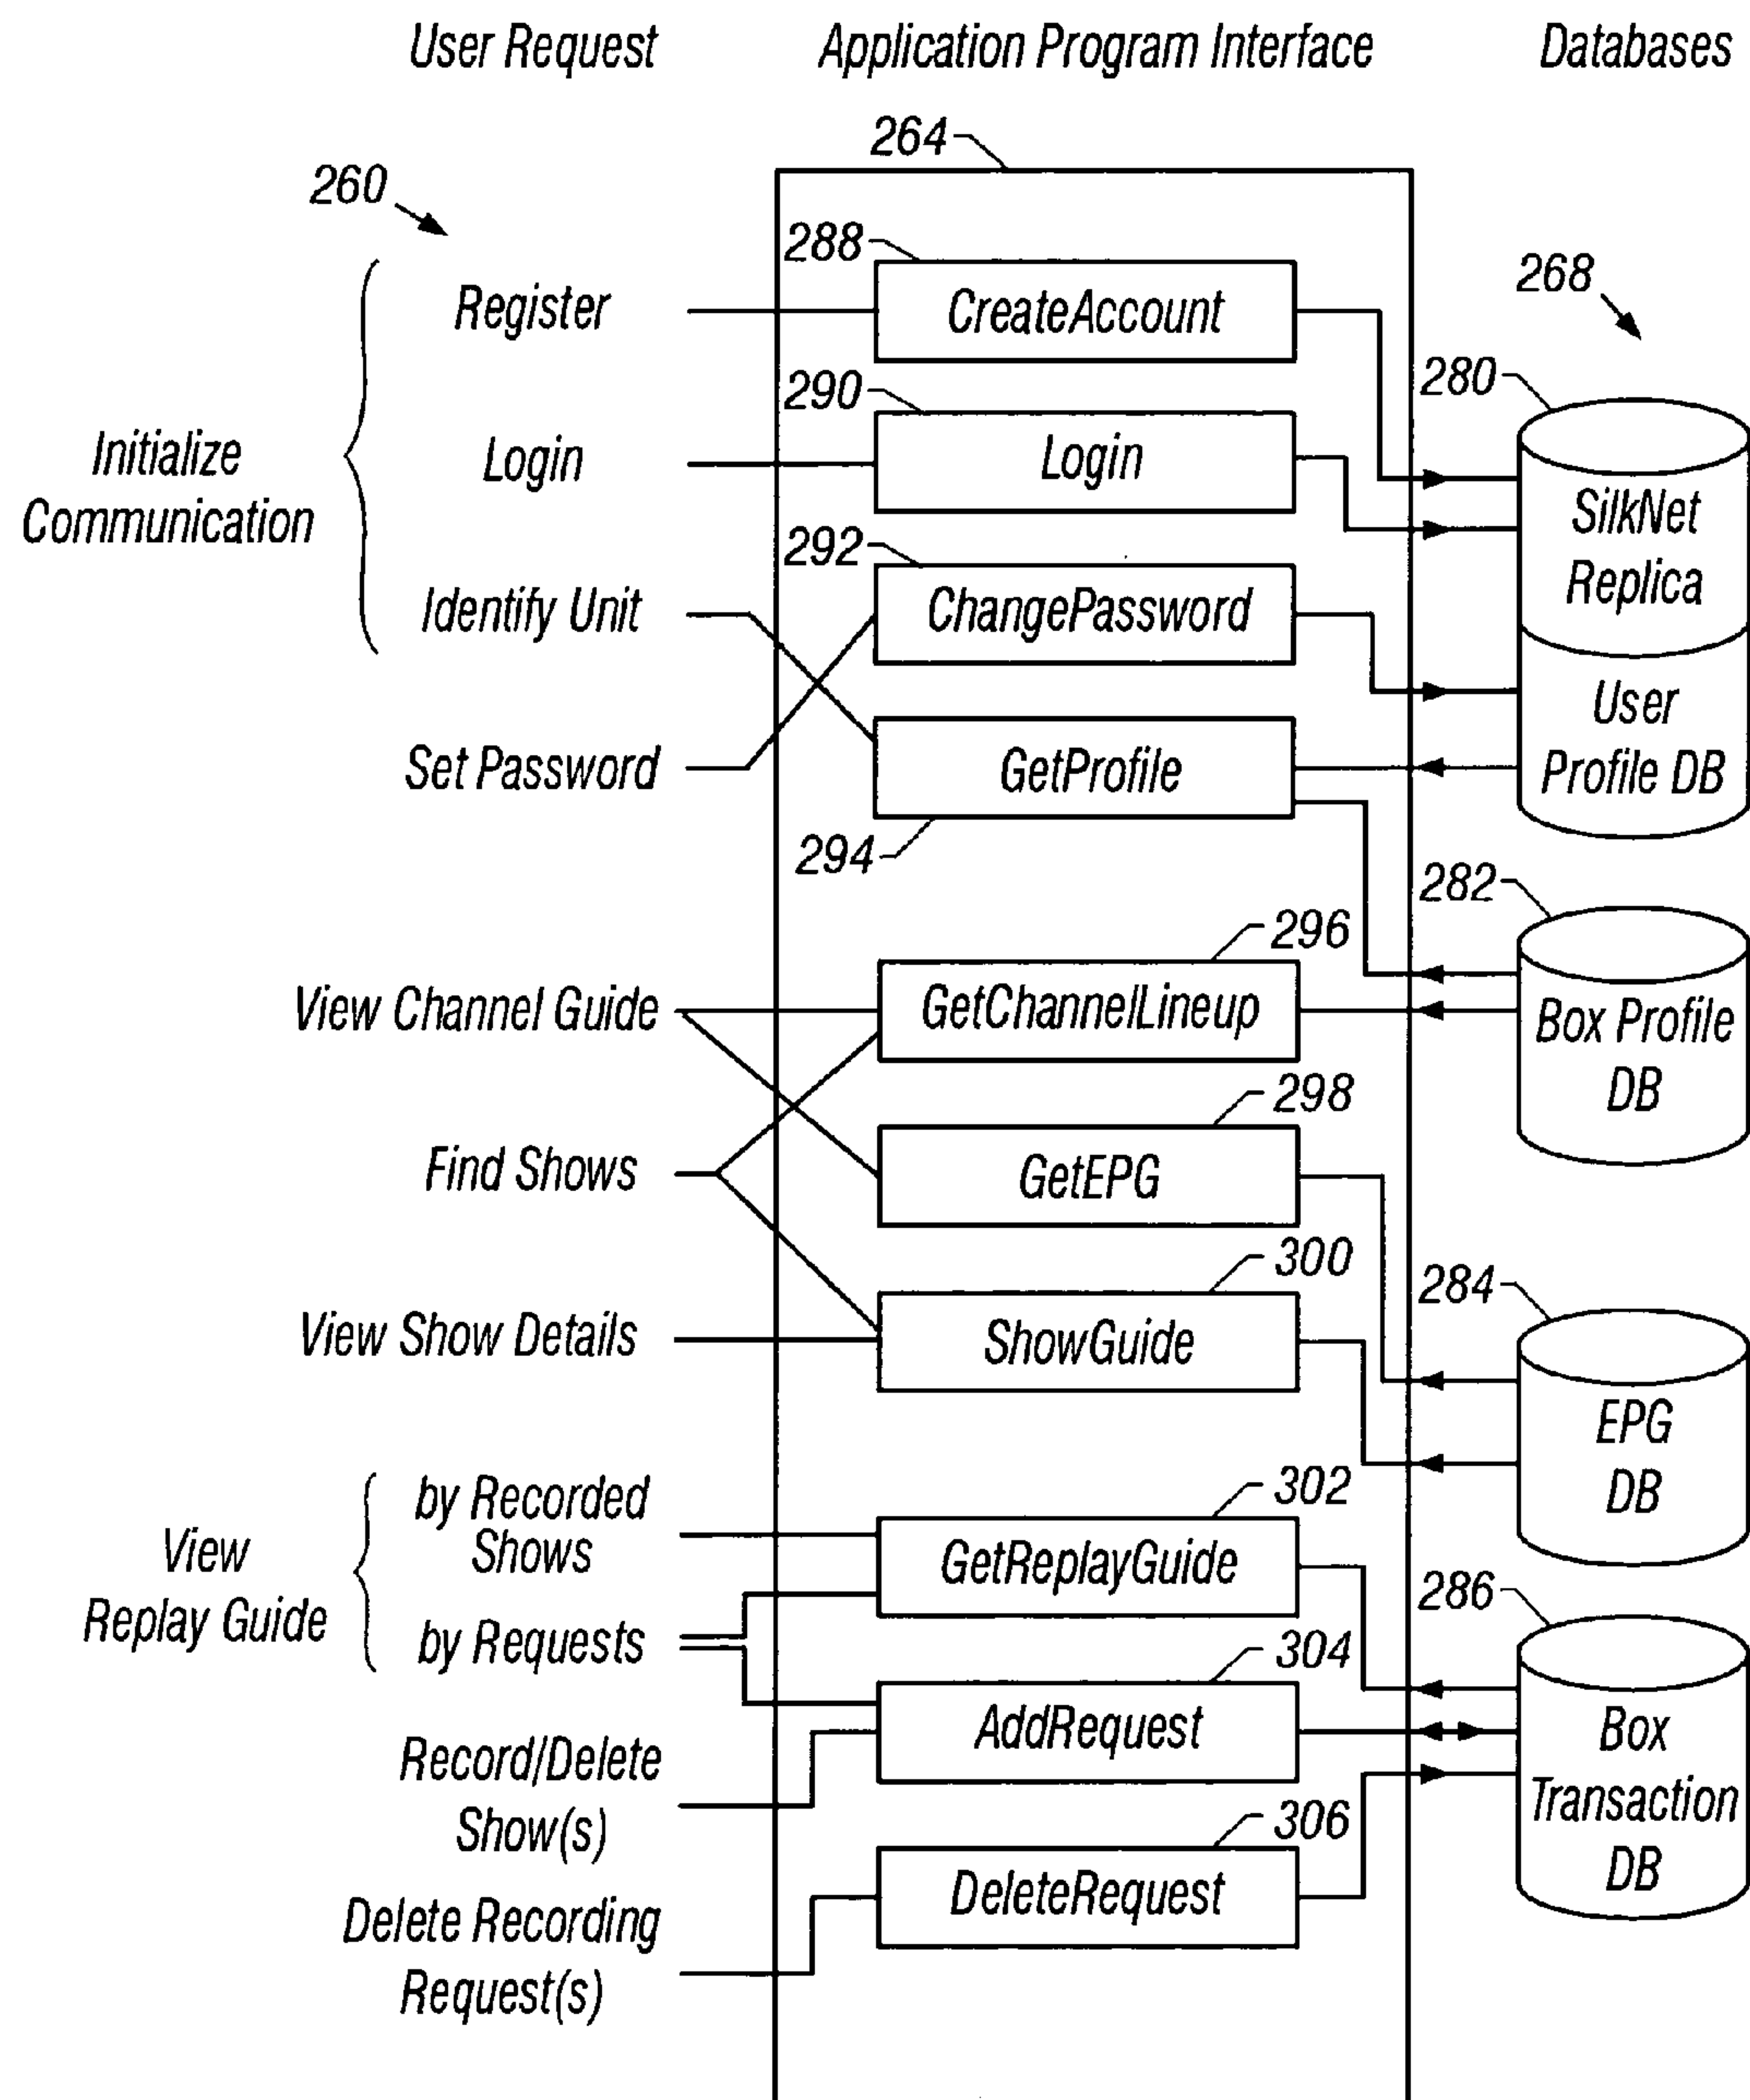 User Request
Application Program Interface
Databases
264
260
288
Register
CreateAccount
268
290
280
Initialize
Communication
Login
Login
SilkNet
Replica
292
Identify Unit
ChangePassword
User
Profile DB
Set Password
GetProfile
294
282
296
View Channel Guide
GetChannelLineup
Box Profile
DB
298
Find Shows
GetEPG
300
284
View Show Details
ShowGuide
EPG
DB
View
Replay Guide
by Recorded
Shows
302
GetReplayGuide
286
by Requests
304
AddRequest
Box
Transaction
DB
Record/Delete
Show(s)
306
DeleteRequest
Delete Recording
Request(s)